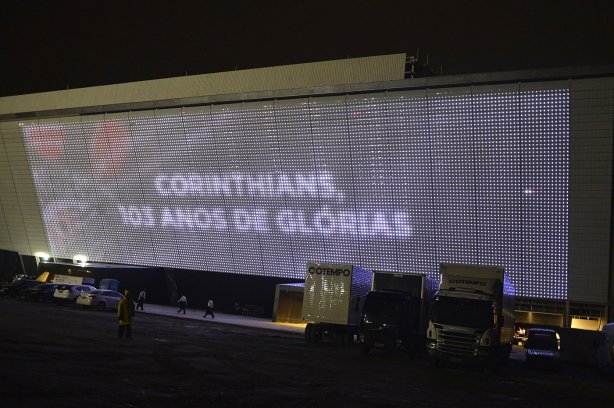 CORINTHIANS,
103 ANOS DE GLÓRIAS
COTEMPO
COTEMPO